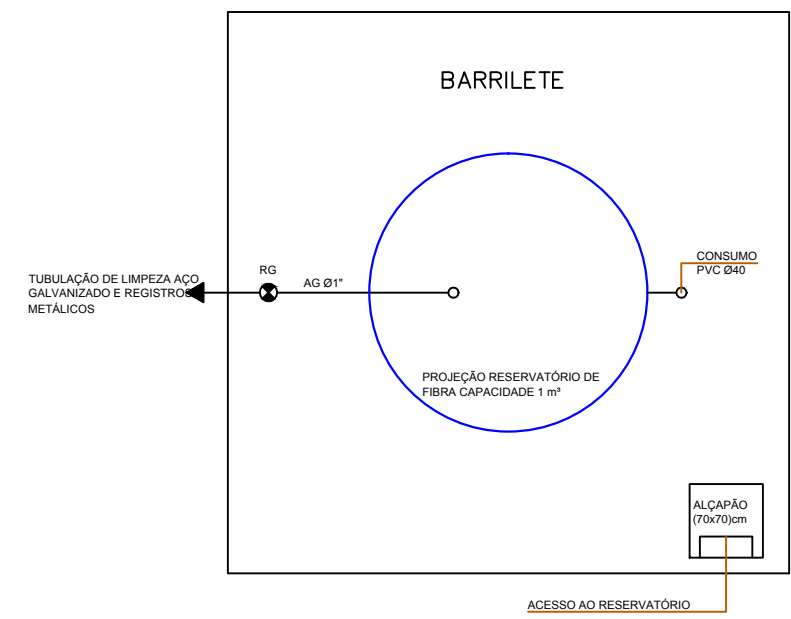 BARRILETE
TUBULAÇÃO DE LIMPEZA AÇO
GALVANIZADO E REGISTROS
METÁLICOS
RG
AG Ø1"
CONSUMO
PVC Ø40
PROJEÇÃO RESERVATÓRIO DE
FIBRA CAPACIDADE 1 m³
ALÇAPÃO
(70x70)cm
ACESSO AO RESERVATÓRIO